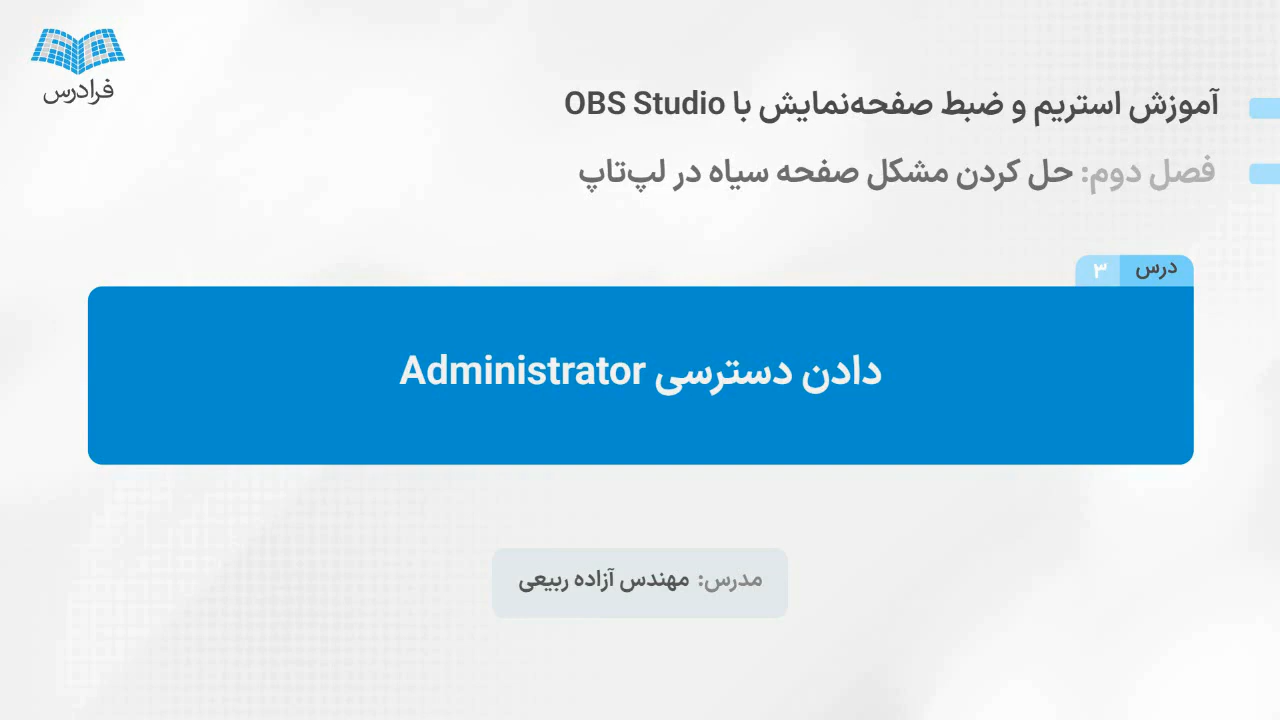 فرادرس
آموزش استریم و ضبط صفحه‌نمایش با OBS Studio
فصل دوم: حل کردن مشکل صفحه سیاه در لپ‌تاپ
درس ۳
دادن دسترسی Administrator
مدرس: مهندس آزاده ربیعی